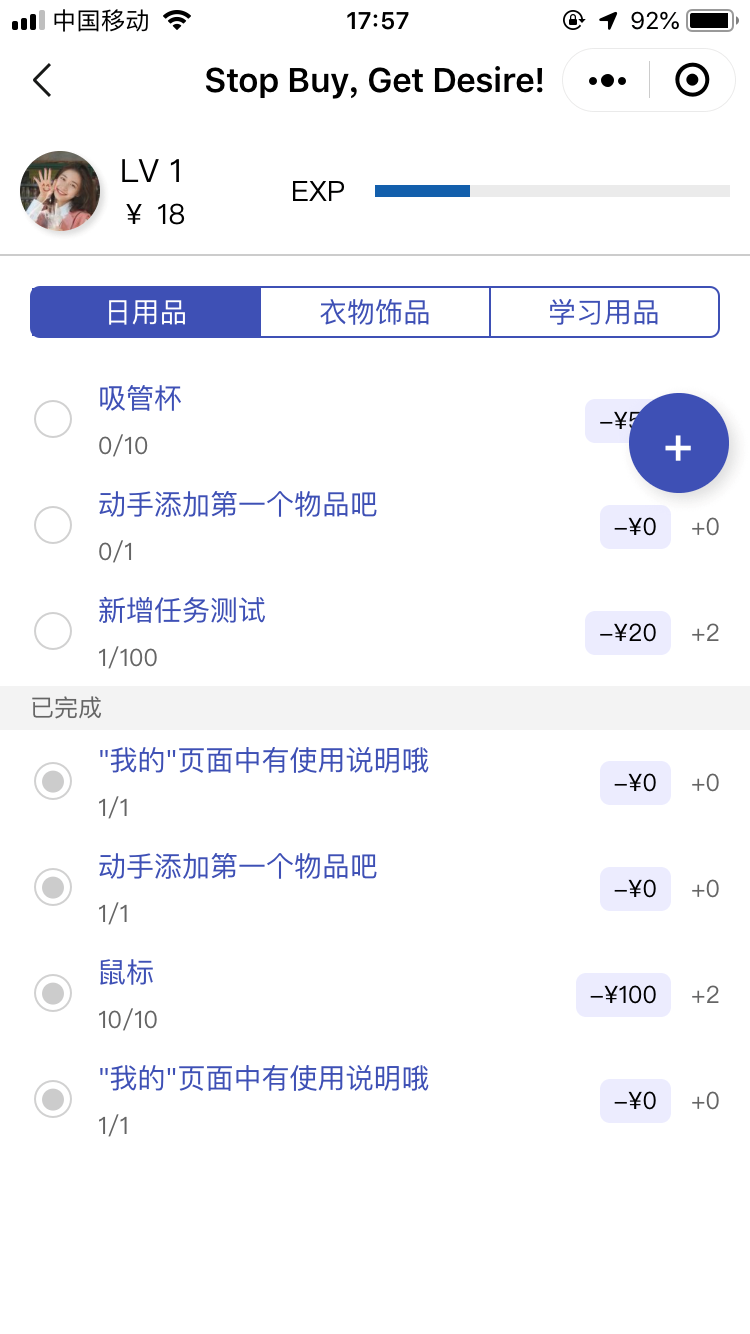 中国移动 17:57 92%
Stop Buy, Get Desire!
LV 1
¥ 18
EXP
日用品 衣物饰品 学习用品
吸管杯
0/10
–¥5
+
动手添加第一个物品吧
0/1
–¥0 +0
新增任务测试
1/100
–¥20 +2
已完成
"我的"页面中有使用说明哦
1/1
–¥0 +0
动手添加第一个物品吧
1/1
–¥0 +0
鼠标
10/10
–¥100 +2
"我的"页面中有使用说明哦
1/1
–¥0 +0